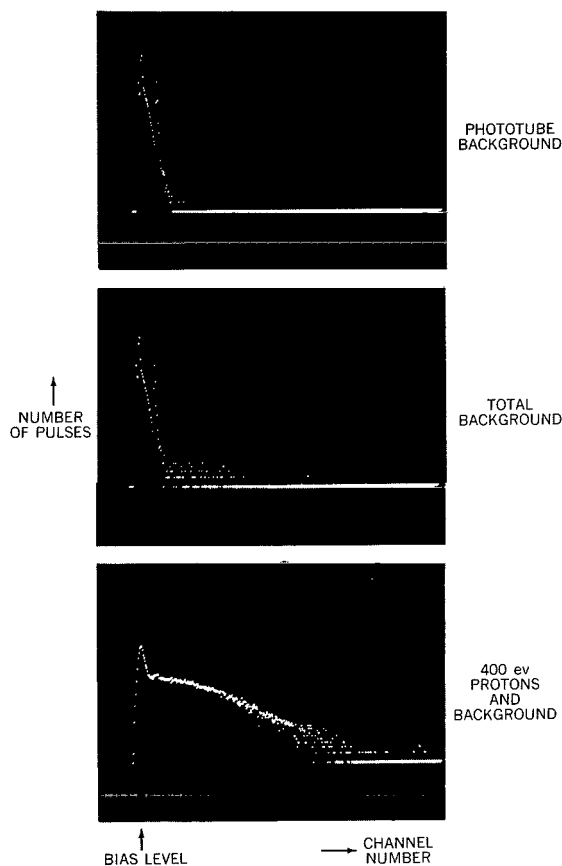 PHOTOTUBE
BACKGROUND
NUMBER
OF PULSES
TOTAL
BACKGROUND
400 ev
PROTONS
AND
BACKGROUND
BIAS LEVEL
CHANNEL
NUMBER